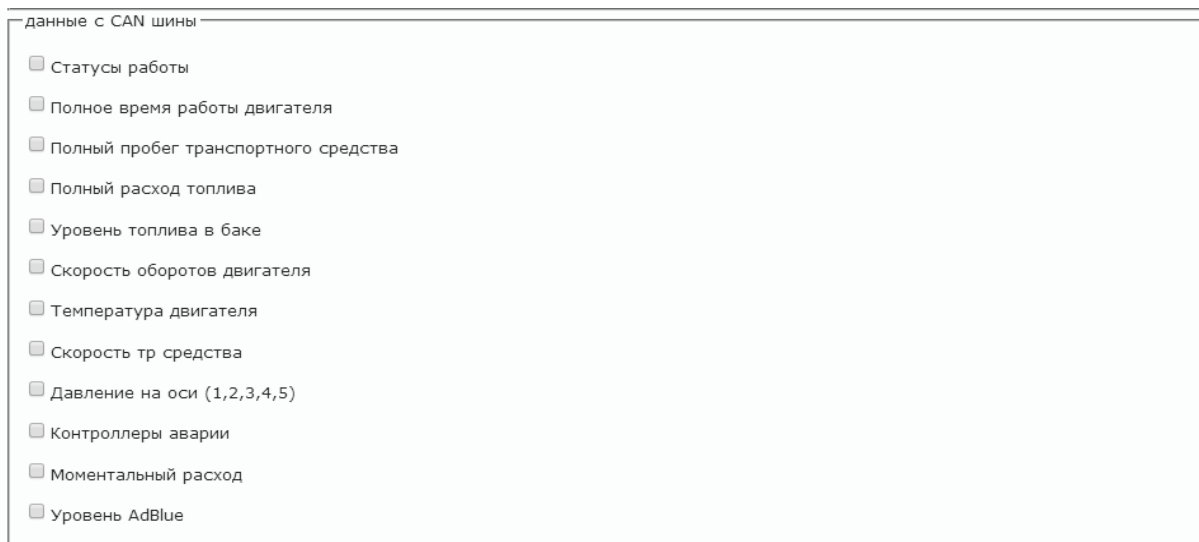 данные с CAN шины
Статусы работы
Полное время работы двигателя
Полный пробег транспортного средства
Полный расход топлива
Уровень топлива в баке
Скорость оборотов двигателя
Температура двигателя
Скорость тр средства
Давление на оси (1,2,3,4,5)
Контроллеры аварии
Моментальный расход
Уровень AdBlue